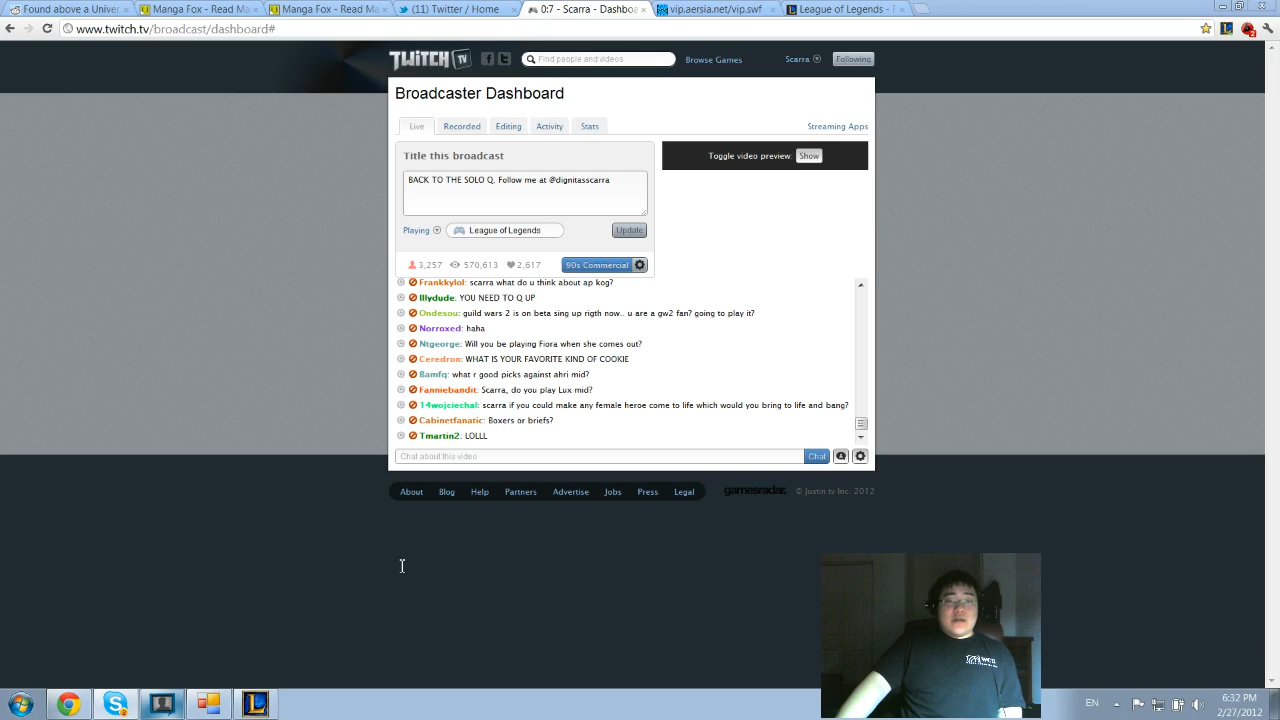 Found above a Univer
Manga Fox - Read Ma
Manga Fox - Read Ma
Twitter / Home
0:7 - Scarra - Dashboa
vip.aersia.net/vip.swf
League of Legends - F
www.twitch.tv/broadcast/dashboard#
TWITCH TV
Find people and videos
Browse Games
Scarra
Following
Broadcaster Dashboard
Live Recorded Editing Activity Stats
Streaming Apps
Title this broadcast
Toggle video preview: Show
BACK TO THE SOLO Q. Follow me at @dignitasscarra
Playing League of Legends Update
3,257 570,613 2,617 90s Commercial
Frankkylol: scarra what do u think about ap kog?
Illydude: YOU NEED TO Q UP
Ondesou: guild wars 2 is on beta sing up rigth now.. u are a gw2 fan? going to play it?
Norroxed: haha
Ntgeorge: Will you be playing Fiora when she comes out?
Ceredron: WHAT IS YOUR FAVORITE KIND OF COOKIE
Bamfq: what r good picks against ahri mid?
Fanniebandit: Scarra, do you play Lux mid?
14wojciechal: scarra if you could make any female heroe come to life which would you bring to life and bang?
Cabinetfanatic: Boxers or briefs?
Tmartin2: LOLLL
Chat about this video
Chat
About Blog Help Partners Advertise Jobs Press Legal
gamesradar. © Justin.tv Inc. 2012
EN
6:32 PM
2/27/2012